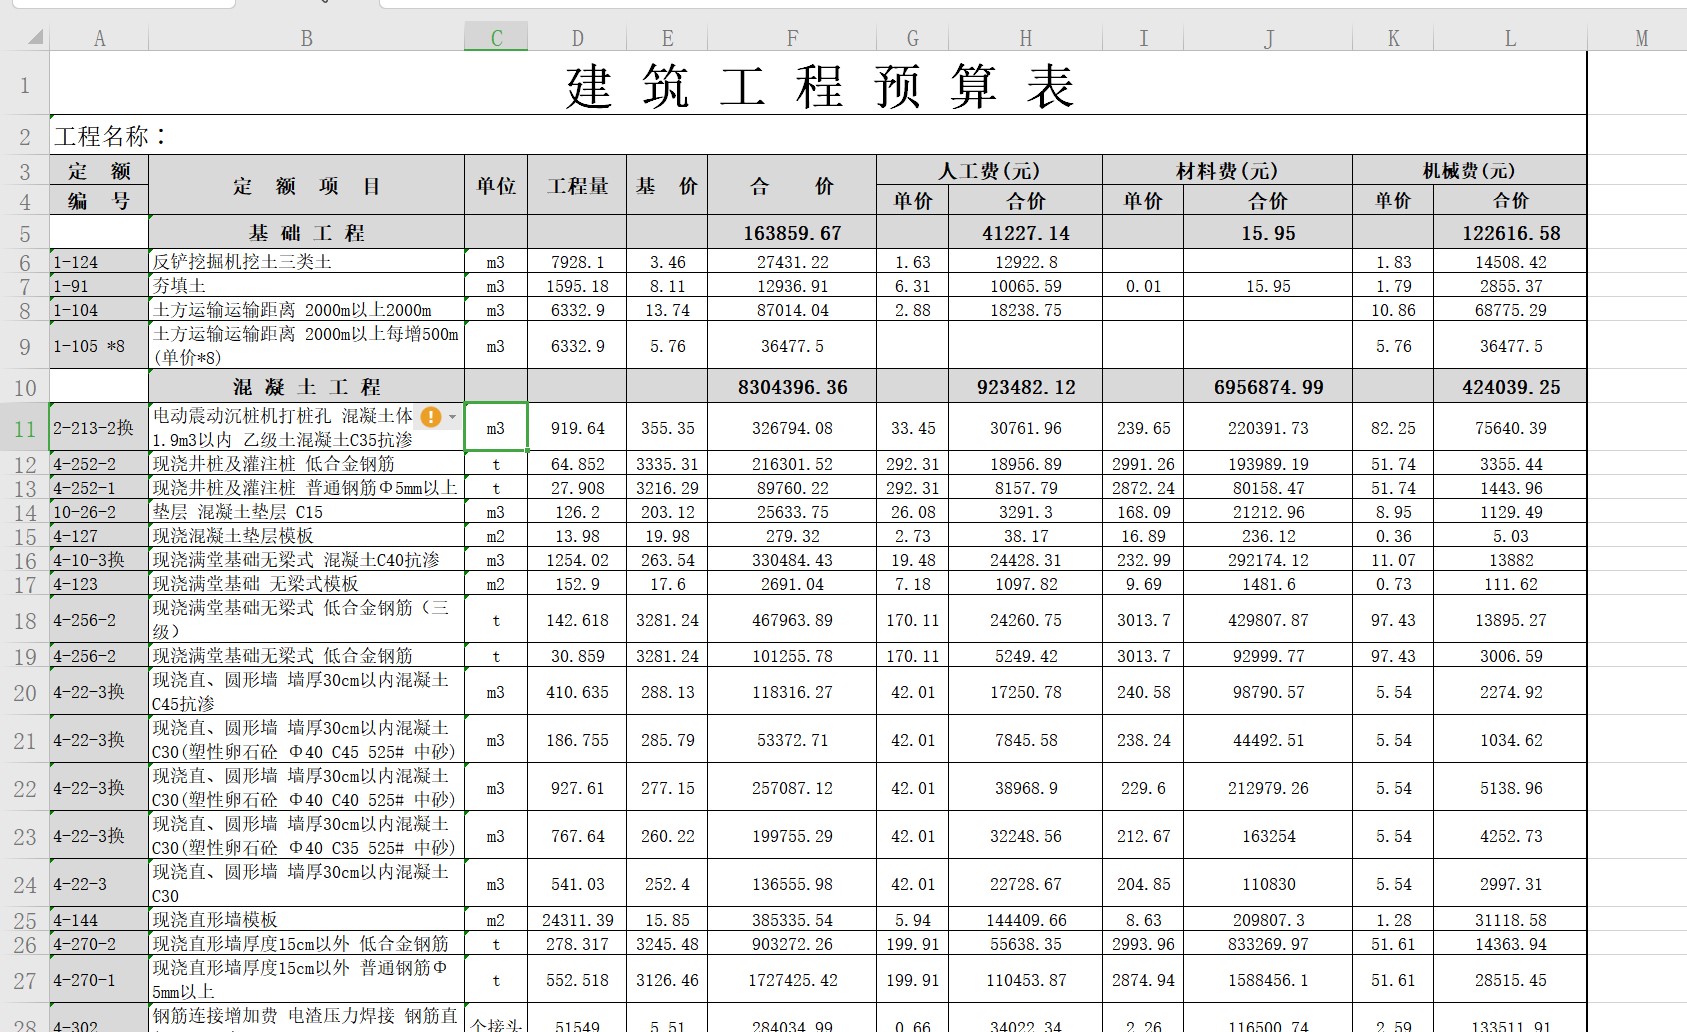 A B C D E F G H I J K L M
1 建 筑 工 程 预 算 表
2 工程名称：
3 定 额 定 额 项 目 单位 工程量 基 价 合 价 人工费(元) 材料费(元) 机械费(元)
4 编 号 单价 合价 单价 合价 单价 合价
5 基 础 工 程 163859.67 41227.14 15.95 122616.58
6 1-124 反铲挖掘机挖土三类土 m3 7928.1 3.46 27431.22 1.63 12922.8 1.83 14508.42
7 1-91 夯填土 m3 1595.18 8.11 12936.91 6.31 10065.59 0.01 15.95 1.79 2855.37
8 1-104 土方运输运输距离 2000m以上2000m m3 6332.9 13.74 87014.04 2.88 18238.75 10.86 68775.29
9 1-105 *8 土方运输运输距离 2000m以上每增500m
(单价*8) m3 6332.9 5.76 36477.5 5.76 36477.5
10 混 凝 土 工 程 8304396.36 923482.12 6956874.99 424039.25
11 2-213-2换 电动震动沉桩机打桩孔 混凝土体
1.9m3以内 乙级土混凝土C35抗渗 m3 919.64 355.35 326794.08 33.45 30761.96 239.65 220391.73 82.25 75640.39
12 4-252-2 现浇井桩及灌注桩 低合金钢筋 t 64.852 3335.31 216301.52 292.31 18956.89 2991.26 193989.19 51.74 3355.44
13 4-252-1 现浇井桩及灌注桩 普通钢筋Φ5mm以上 t 27.908 3216.29 89760.22 292.31 8157.79 2872.24 80158.47 51.74 1443.96
14 10-26-2 垫层 混凝土垫层 C15 m3 126.2 203.12 25633.75 26.08 3291.3 168.09 21212.96 8.95 1129.49
15 4-127 现浇混凝土垫层模板 m2 13.98 19.98 279.32 2.73 38.17 16.89 236.12 0.36 5.03
16 4-10-3换 现浇满堂基础无梁式 混凝土C40抗渗 m3 1254.02 263.54 330484.43 19.48 24428.31 232.99 292174.12 11.07 13882
17 4-123 现浇满堂基础 无梁式模板 m2 152.9 17.6 2691.04 7.18 1097.82 9.69 1481.6 0.73 111.62
18 4-256-2 现浇满堂基础无梁式 低合金钢筋（三
级） t 142.618 3281.24 467963.89 170.11 24260.75 3013.7 429807.87 97.43 13895.27
19 4-256-2 现浇满堂基础无梁式 低合金钢筋 t 30.859 3281.24 101255.78 170.11 5249.42 3013.7 92999.77 97.43 3006.59
20 4-22-3换 现浇直、圆形墙 墙厚30cm以内混凝土
C45抗渗 m3 410.635 288.13 118316.27 42.01 17250.78 240.58 98790.57 5.54 2274.92
21 4-22-3换 现浇直、圆形墙 墙厚30cm以内混凝土
C30(塑性卵石砼 Φ40 C45 525# 中砂) m3 186.755 285.79 53372.71 42.01 7845.58 238.24 44492.51 5.54 1034.62
22 4-22-3换 现浇直、圆形墙 墙厚30cm以内混凝土
C30(塑性卵石砼 Φ40 C40 525# 中砂) m3 927.61 277.15 257087.12 42.01 38968.9 229.6 212979.26 5.54 5138.96
23 4-22-3换 现浇直、圆形墙 墙厚30cm以内混凝土
C30(塑性卵石砼 Φ40 C35 525# 中砂) m3 767.64 260.22 199755.29 42.01 32248.56 212.67 163254 5.54 4252.73
24 4-22-3 现浇直、圆形墙 墙厚30cm以内混凝土
C30 m3 541.03 252.4 136555.98 42.01 22728.67 204.85 110830 5.54 2997.31
25 4-144 现浇直形墙模板 m2 24311.39 15.85 385335.54 5.94 144409.66 8.63 209807.3 1.28 31118.58
26 4-270-2 现浇直形墙厚度15cm以外 低合金钢筋 t 278.317 3245.48 903272.26 199.91 55638.35 2993.96 833269.97 51.61 14363.94
27 4-270-1 现浇直形墙厚度15cm以外 普通钢筋Φ
5mm以上 t 552.518 3126.46 1727425.42 199.91 110453.87 2874.94 1588456.1 51.61 28515.45
28 4-302 钢筋连接增加费 电渣压力焊接 钢筋直 个接头 51549 5.51 284034.99 0.66 34022.34 2.26 116500.74 2.59 133511.91